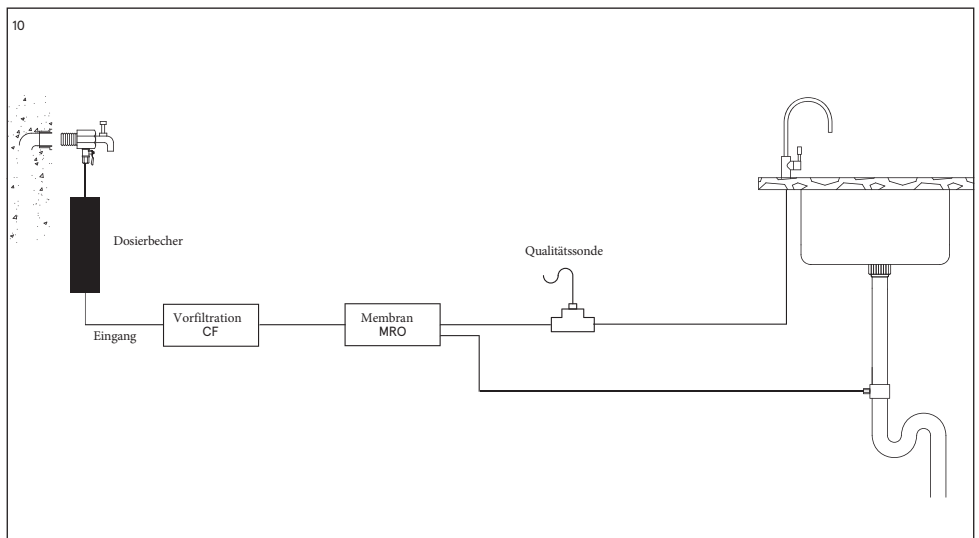 10
Dosierbecher
Qualitätssonde
Eingang
Vorfiltration
CF
Membran
MRO